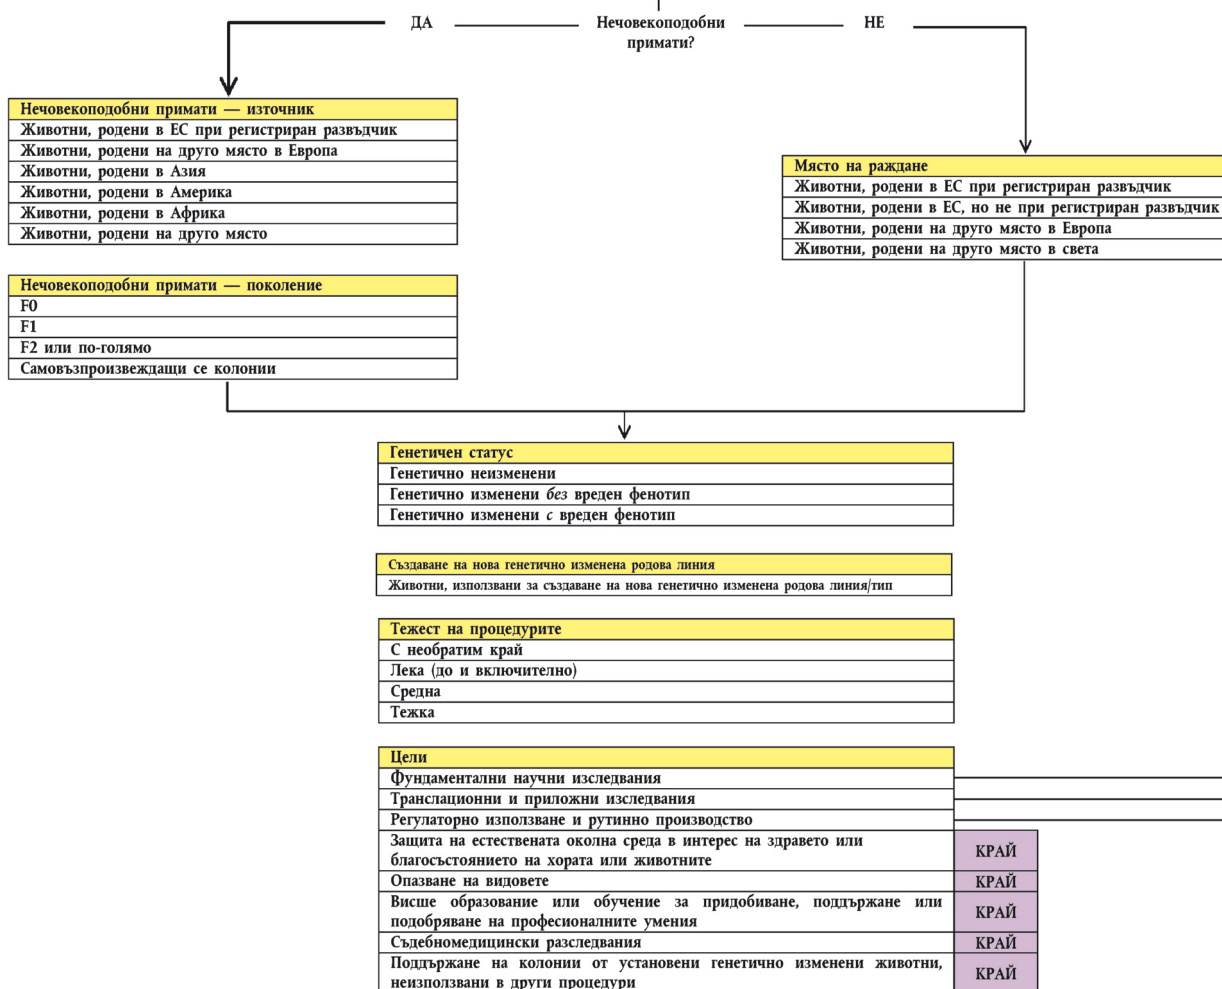 ДА
Нечовекоподобни
примати?
НЕ
Нечовекоподобни примати — източник
Животни, родени в ЕС при регистриран развъдчик
Животни, родени на друго място в Европа
Животни, родени в Азия
Животни, родени в Америка
Животни, родени в Африка
Животни, родени на друго място
Място на раждане
Животни, родени в ЕС при регистриран развъдчик
Животни, родени в ЕС, но не при регистриран развъдчик
Животни, родени на друго място в Европа
Животни, родени на друго място в света
Нечовекоподобни примати — поколение
F0
F1
F2 или по-голямо
Самовъзпроизвеждащи се колонии
Генетичен статус
Генетично неизменени
Генетично изменени без вреден фенотип
Генетично изменени с вреден фенотип
Създаване на нова генетично изменена родова линия
Животни, използвани за създаване на нова генетично изменена родова линия/тип
Тежест на процедурите
С необратим край
Лека (до и включително)
Средна
Тежка
Цели
Фундаментални научни изследвания
Транслационни и приложни изследвания
Регулаторно използване и рутинно производство
Защита на естествената околна среда в интерес на здравето или
благосъстоянието на хората или животните
КРАЙ
Опазване на видовете
КРАЙ
Висше образование или обучение за придобиване, поддържане или
подобряване на професионалните умения
КРАЙ
Съдебномедицински разследвания
КРАЙ
Поддържане на колонии от установени генетично изменени животни,
неизползвани в други процедури
КРАЙ